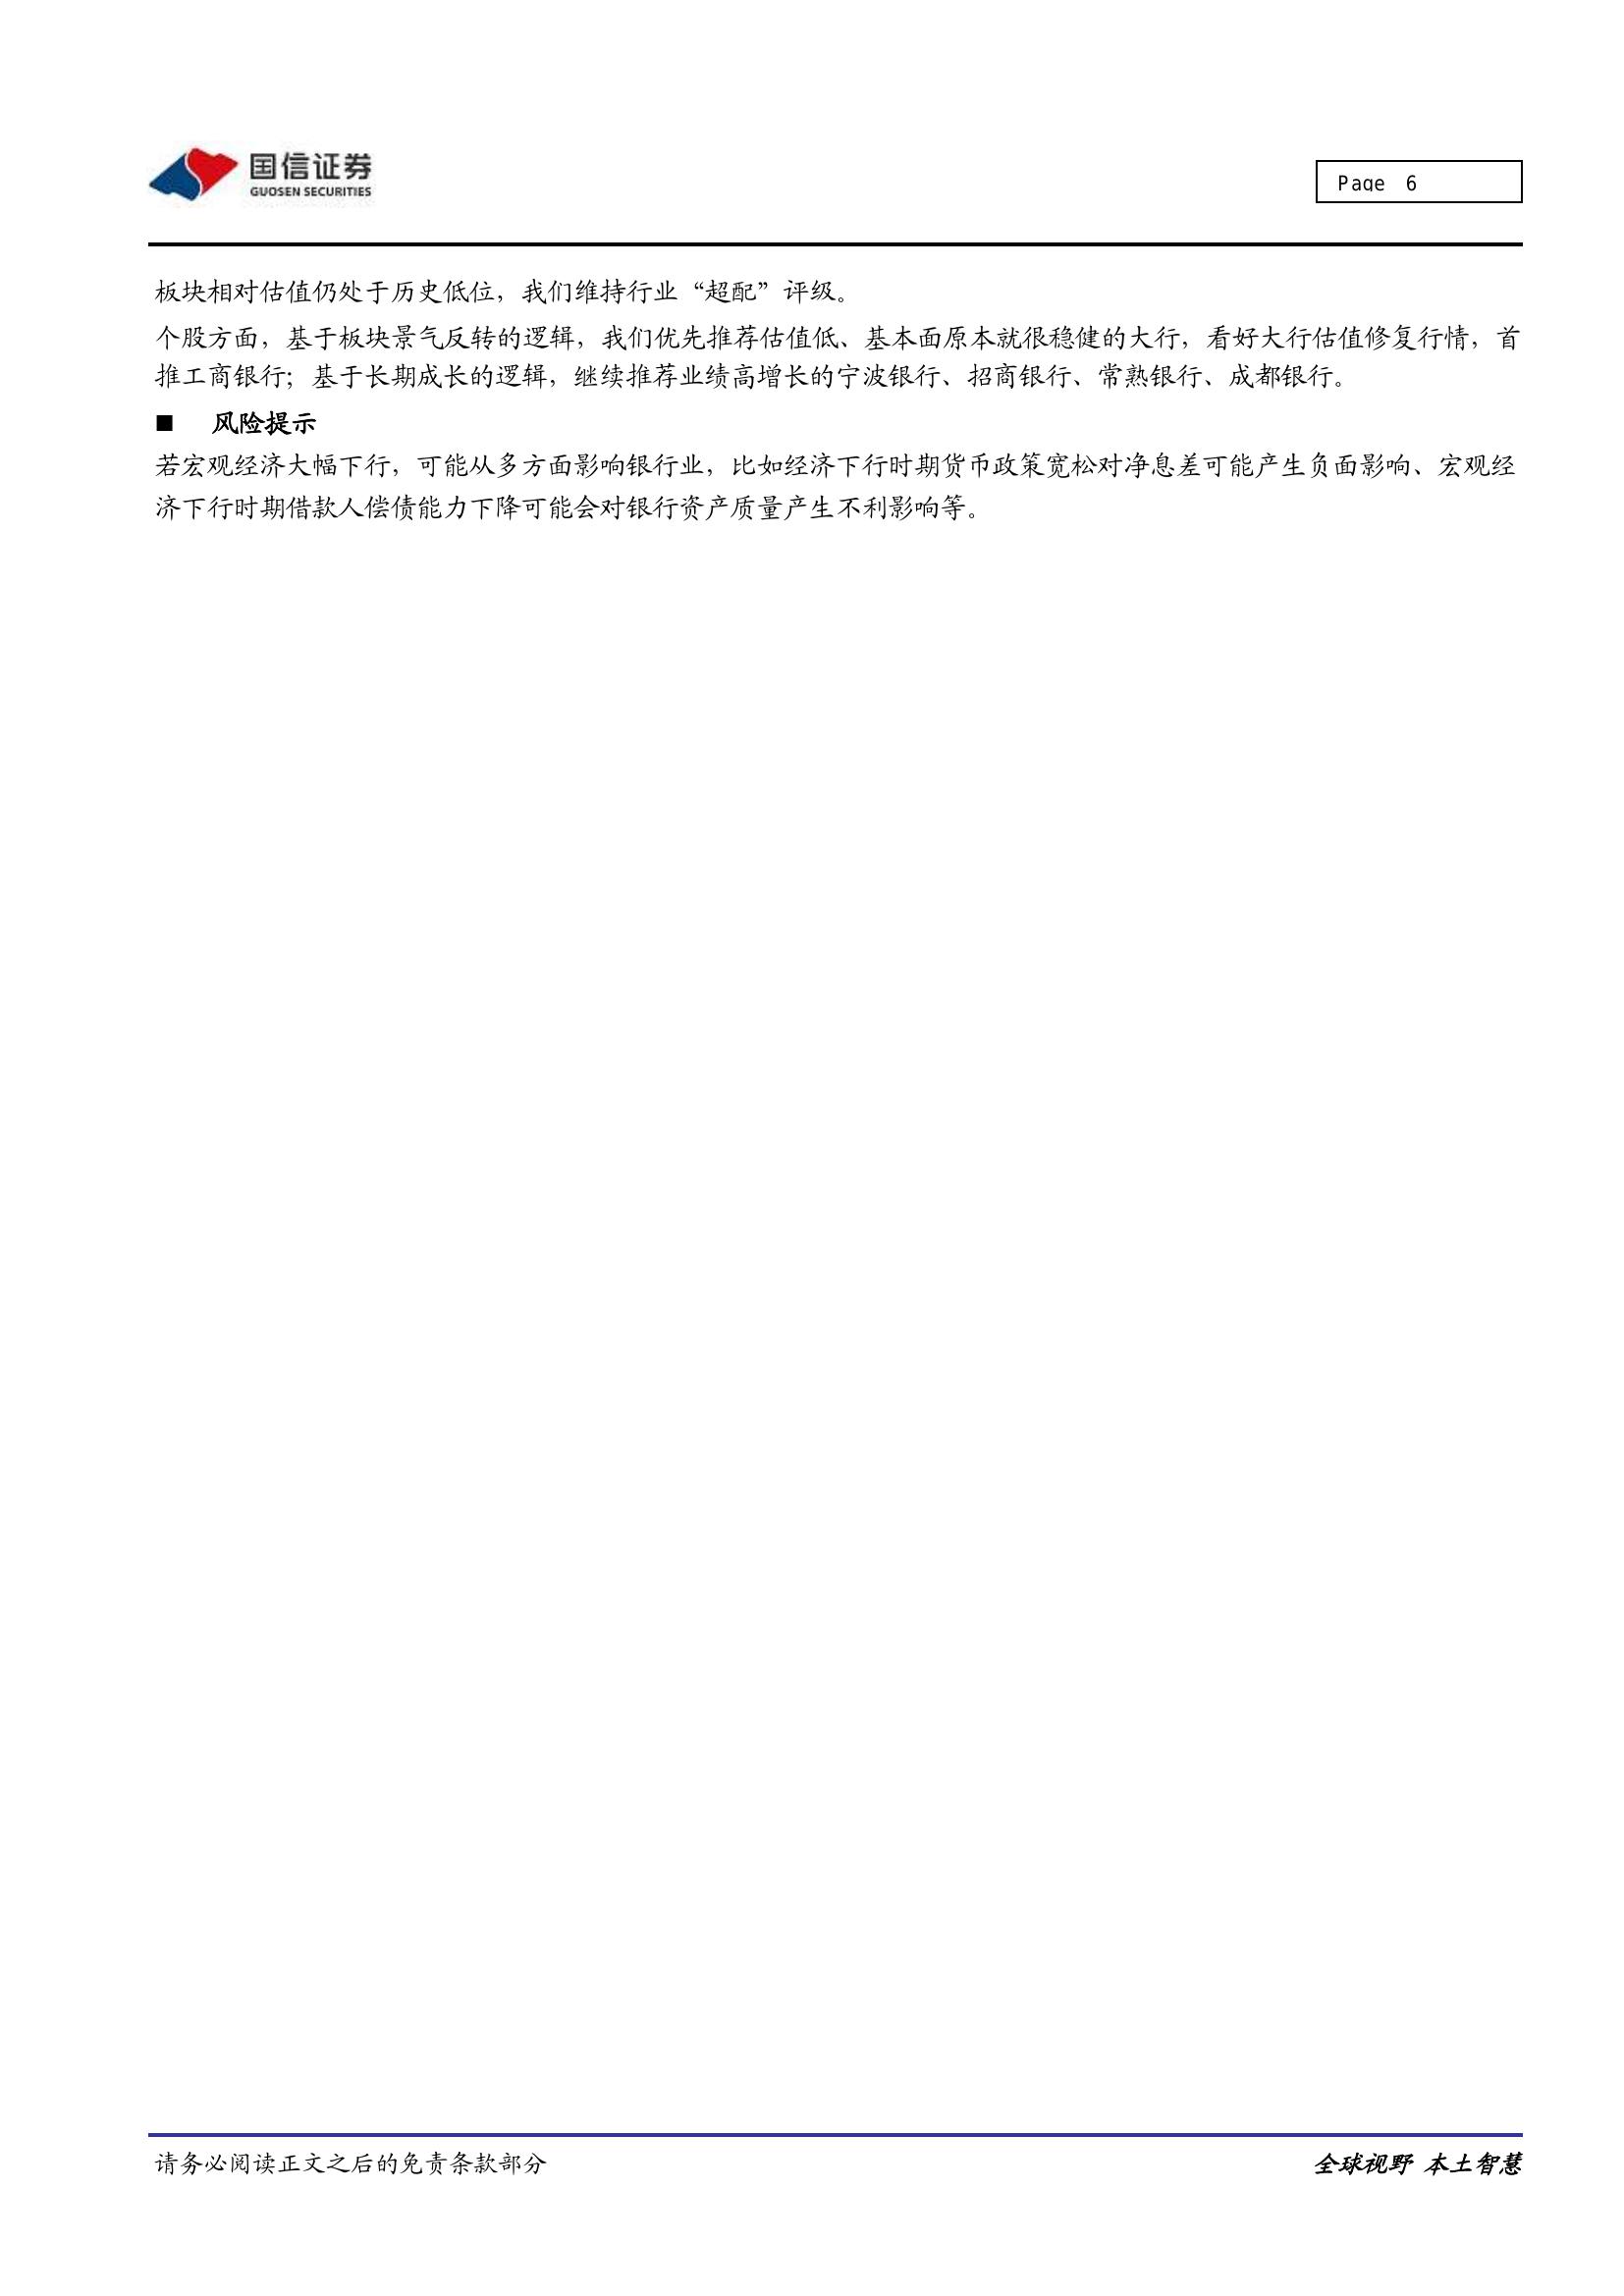 国信证券
GUOSEN SECURITIES
Page 6
板块相对估值仍处于历史低位，我们维持行业“超配”评级。
个股方面，基于板块景气反转的逻辑，我们优先推荐估值低、基本面原本就很稳健的大行，看好大行估值修复行情，首
推工商银行；基于长期成长的逻辑，继续推荐业绩高增长的宁波银行、招商银行、常熟银行、成都银行。
■ 风险提示
若宏观经济大幅下行，可能从多方面影响银行业，比如经济下行时期货币政策宽松对净息差可能产生负面影响、宏观经
济下行时期借款人偿债能力下降可能会对银行资产质量产生不利影响等。
请务必阅读正文之后的免责条款部分
全球视野 本土智慧